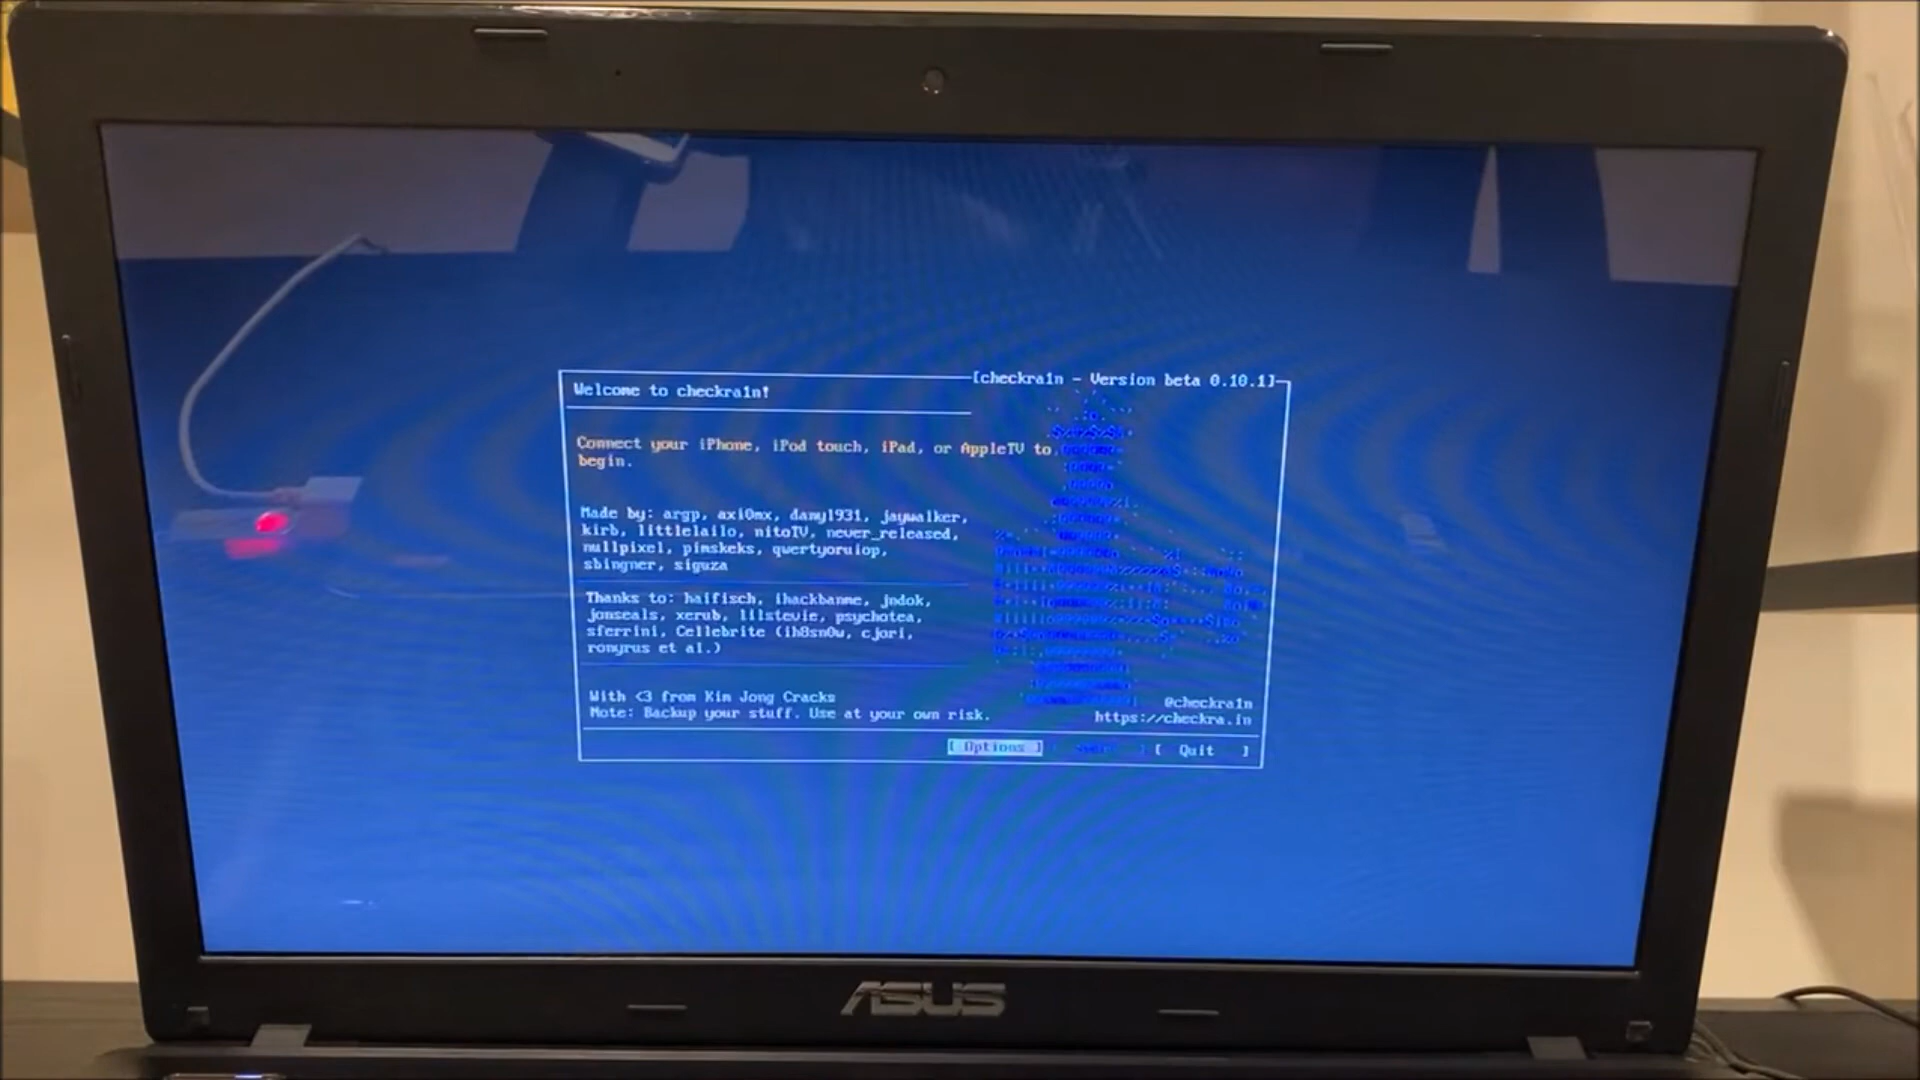 [checkra1n - Version beta 0.10.1]
Welcome to checkra1n!
Connect your iPhone, iPod touch, iPad, or AppleTV to
begin.
Made by: argp, axi0mx, danyl931, jaywalker,
kirb, littlelailo, nitoTV, never_released,
nullpixel, pimskeks, qwertyoruiop,
sbingner, siguza
Thanks to: haifisch, ihackbanme, jndok,
jonseals, xerub, lilstevie, psychotea,
sferrini, Cellebrite (ih8sn0w, cjori,
ronyrus et al.)
With <3 from Kim Jong Cracks
Note: Backup your stuff. Use at your own risk.
@checkra1n
https://checkra.in
[ Options ] [ Quit ]
ASUS